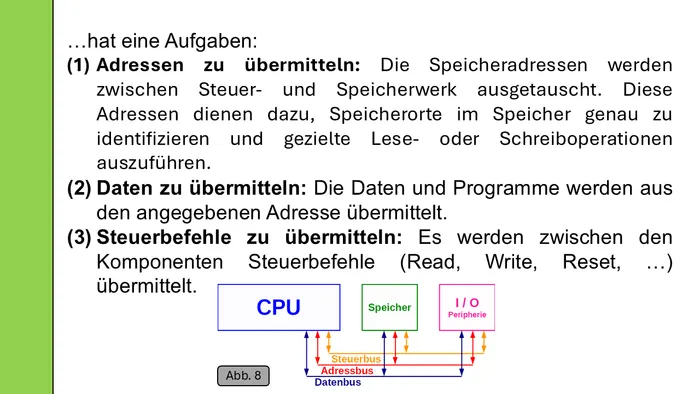 …hat eine Aufgaben:
(1) Adressen zu übermitteln: Die Speicheradressen werden
zwischen Steuer- und Speicherwerk ausgetauscht. Diese
Adressen dienen dazu, Speicherorte im Speicher genau zu
identifizieren und gezielte Lese- oder Schreiboperationen
auszuführen.
(2) Daten zu übermitteln: Die Daten und Programme werden aus
den angegebenen Adresse übermittelt.
(3) Steuerbefehle zu übermitteln: Es werden zwischen den
Komponenten Steuerbefehle (Read, Write, Reset, …)
übermittelt.
CPU
Speicher
I / O
Peripherie
Steuerbus
Adressbus
Datenbus
Abb. 8